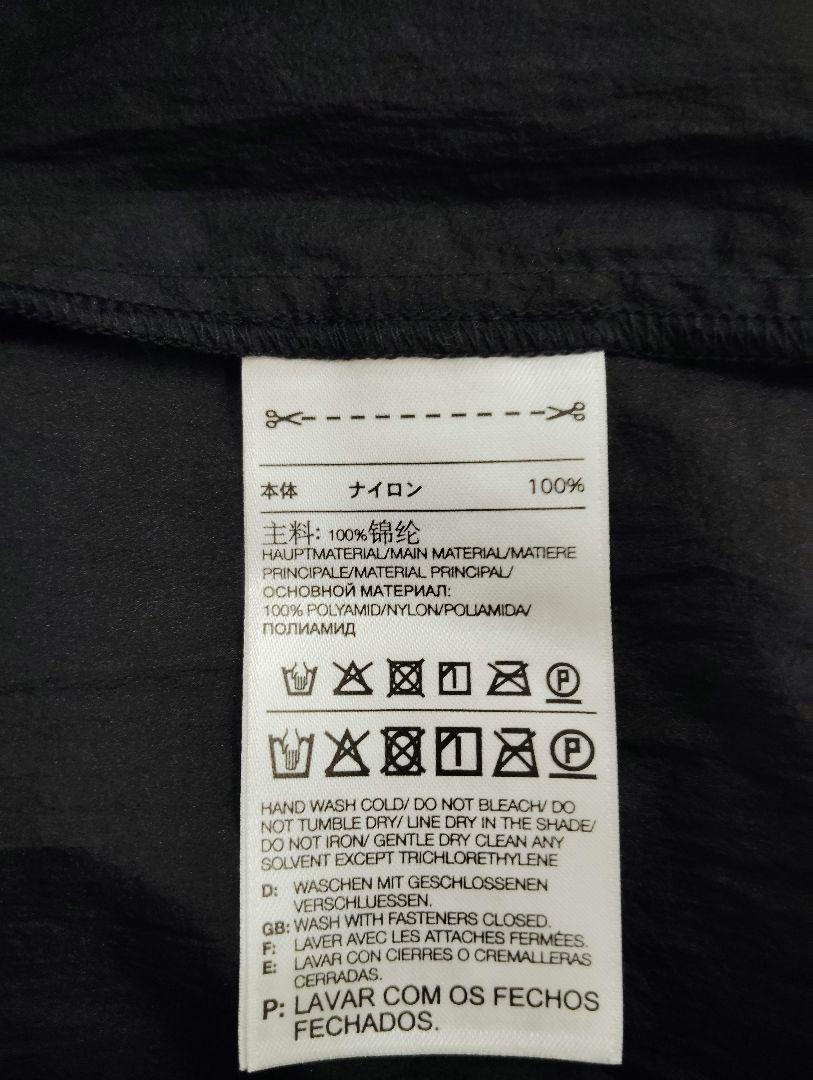 本体 ナイロン 100%
主料: 100%锦纶
HAUPTMATERIAL/MAIN MATERIAL/MATIERE
PRINCIPALE/MATERIAL PRINCIPAL/
ОСНОВНОЙ МАТЕРИАЛ:
100% POLYAMID/NYLON/POLIAMIDA/
ПОЛИАМИД
P
P
HAND WASH COLD/ DO NOT BLEACH/ DO
NOT TUMBLE DRY/ LINE DRY IN THE SHADE/
DO NOT IRON/ GENTLE DRY CLEAN ANY
SOLVENT EXCEPT TRICHLORETHYLENE
D: WASCHEN MIT GESCHLOSSENEN
VERSCHLUESSEN.
GB: WASH WITH FASTENERS CLOSED.
F: LAVER AVEC LES ATTACHES FERMÉES.
E: LAVAR CON CIERRES O CREMALLERAS
CERRADAS.
P: LAVAR COM OS FECHOS
FECHADOS.